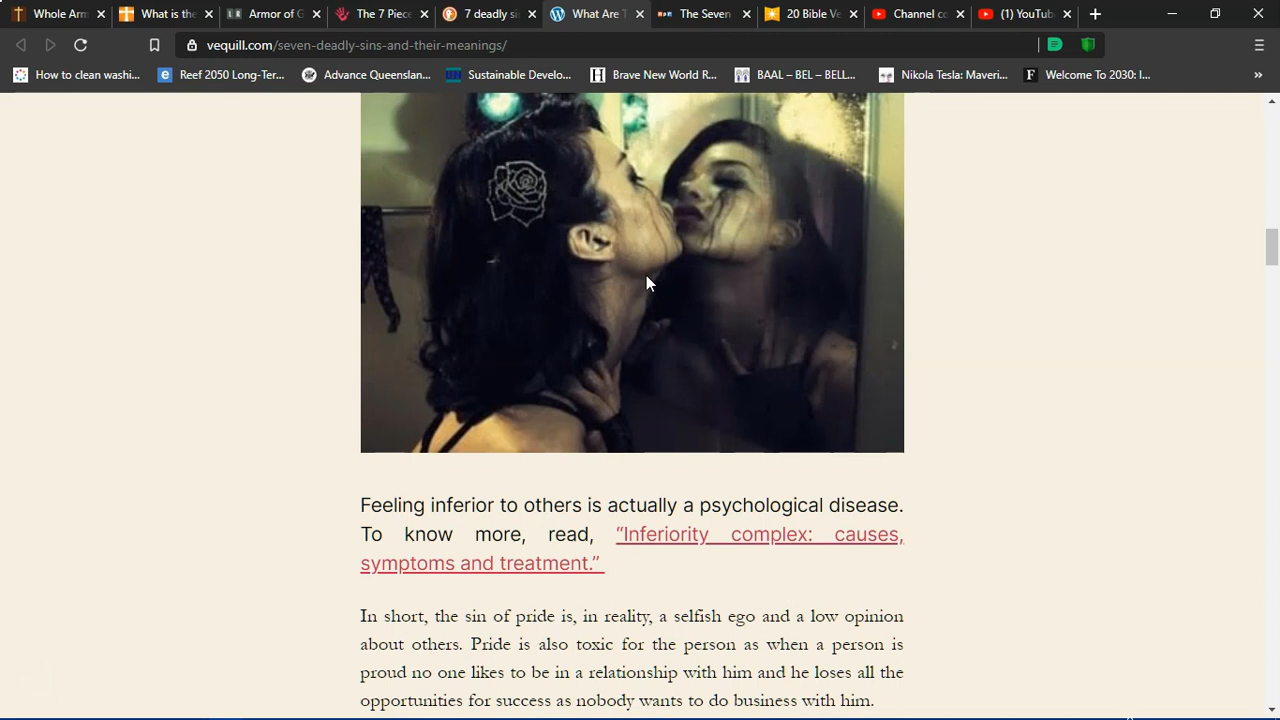 Whole Arm
What is the
Armor of G
The 7 Piece
7 deadly si
What Are T
The Seven
20 Bible Ve
Channel co
(1) YouTub
vequill.com/seven-deadly-sins-and-their-meanings/
How to clean washi...
Reef 2050 Long-Ter...
Advance Queenslan...
Sustainable Develo...
Brave New World R...
BAAL – BEL – BELL...
Nikola Tesla: Maveri...
Welcome To 2030: I...
Feeling inferior to others is actually a psychological disease.
To know more, read, “Inferiority complex: causes,
symptoms and treatment.”
In short, the sin of pride is, in reality, a selfish ego and a low opinion
about others. Pride is also toxic for the person as when a person is
proud no one likes to be in a relationship with him and he loses all the
opportunities for success as nobody wants to do business with him.